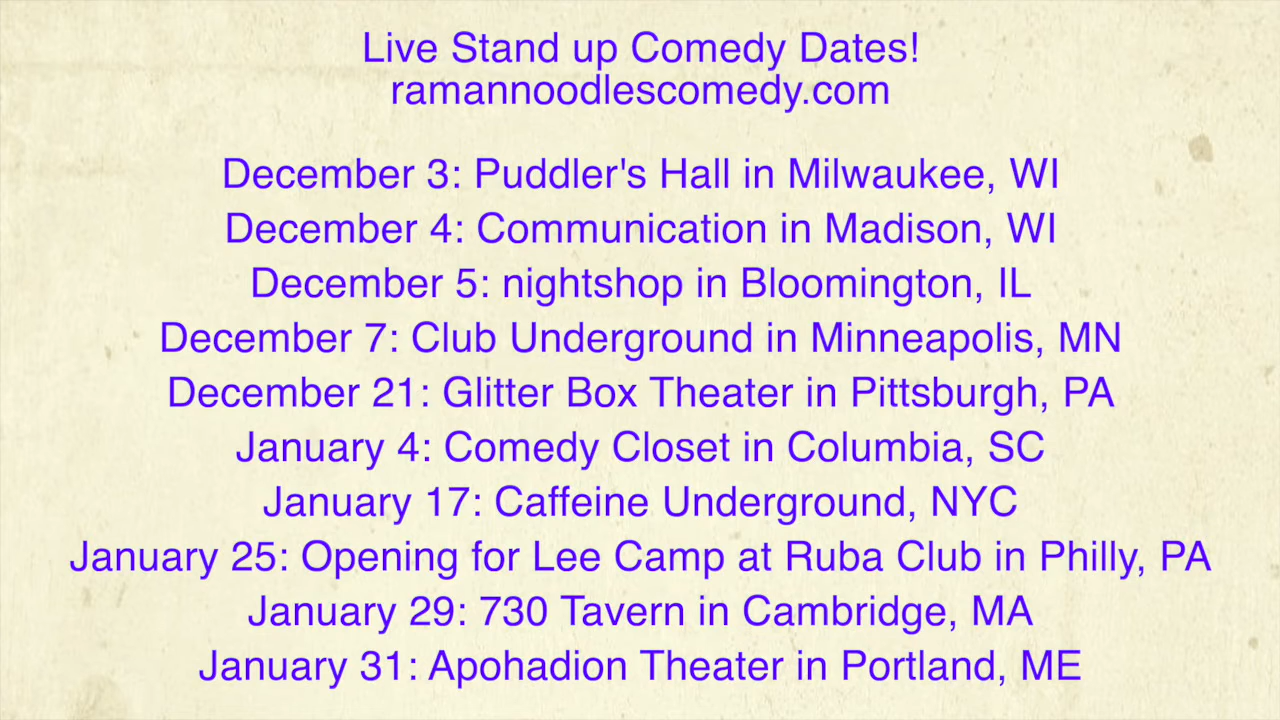 Live Stand up Comedy Dates!
ramannoodlescomedy.com
December 3: Puddler's Hall in Milwaukee, WI
December 4: Communication in Madison, WI
December 5: nightshop in Bloomington, IL
December 7: Club Underground in Minneapolis, MN
December 21: Glitter Box Theater in Pittsburgh, PA
January 4: Comedy Closet in Columbia, SC
January 17: Caffeine Underground, NYC
January 25: Opening for Lee Camp at Ruba Club in Philly, PA
January 29: 730 Tavern in Cambridge, MA
January 31: Apohadion Theater in Portland, ME